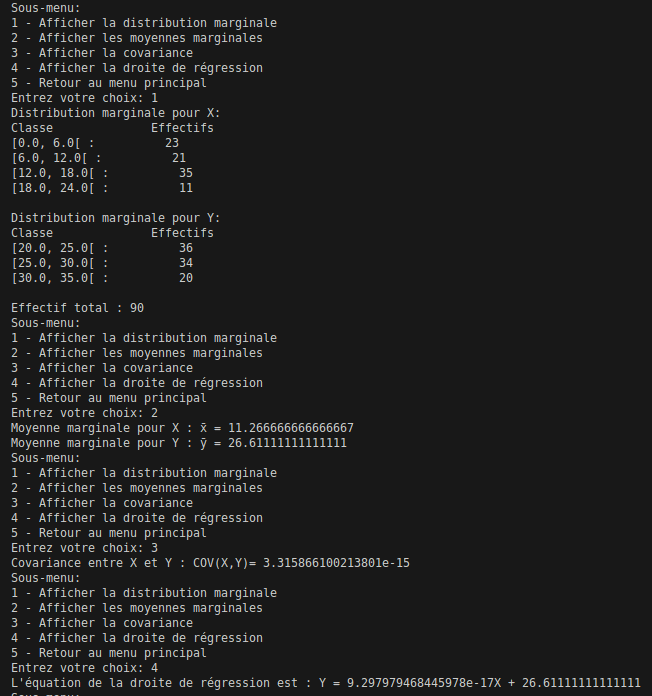 Sous-menu:
1 - Afficher la distribution marginale
2 - Afficher les moyennes marginales
3 - Afficher la covariance
4 - Afficher la droite de régression
5 - Retour au menu principal
Entrez votre choix: 1
Distribution marginale pour X:
Classe              Effectifs
[0.0, 6.0[ :          23
[6.0, 12.0[ :          21
[12.0, 18.0[ :          35
[18.0, 24.0[ :          11

Distribution marginale pour Y:
Classe              Effectifs
[20.0, 25.0[ :          36
[25.0, 30.0[ :          34
[30.0, 35.0[ :          20

Effectif total : 90
Sous-menu:
1 - Afficher la distribution marginale
2 - Afficher les moyennes marginales
3 - Afficher la covariance
4 - Afficher la droite de régression
5 - Retour au menu principal
Entrez votre choix: 2
Moyenne marginale pour X : x̄ = 11.266666666666667
Moyenne marginale pour Y : ȳ = 26.61111111111111
Sous-menu:
1 - Afficher la distribution marginale
2 - Afficher les moyennes marginales
3 - Afficher la covariance
4 - Afficher la droite de régression
5 - Retour au menu principal
Entrez votre choix: 3
Covariance entre X et Y : COV(X,Y)= 3.315866100213801e-15
Sous-menu:
1 - Afficher la distribution marginale
2 - Afficher les moyennes marginales
3 - Afficher la covariance
4 - Afficher la droite de régression
5 - Retour au menu principal
Entrez votre choix: 4
L'équation de la droite de régression est : Y = 9.297979468445978e-17X + 26.61111111111111